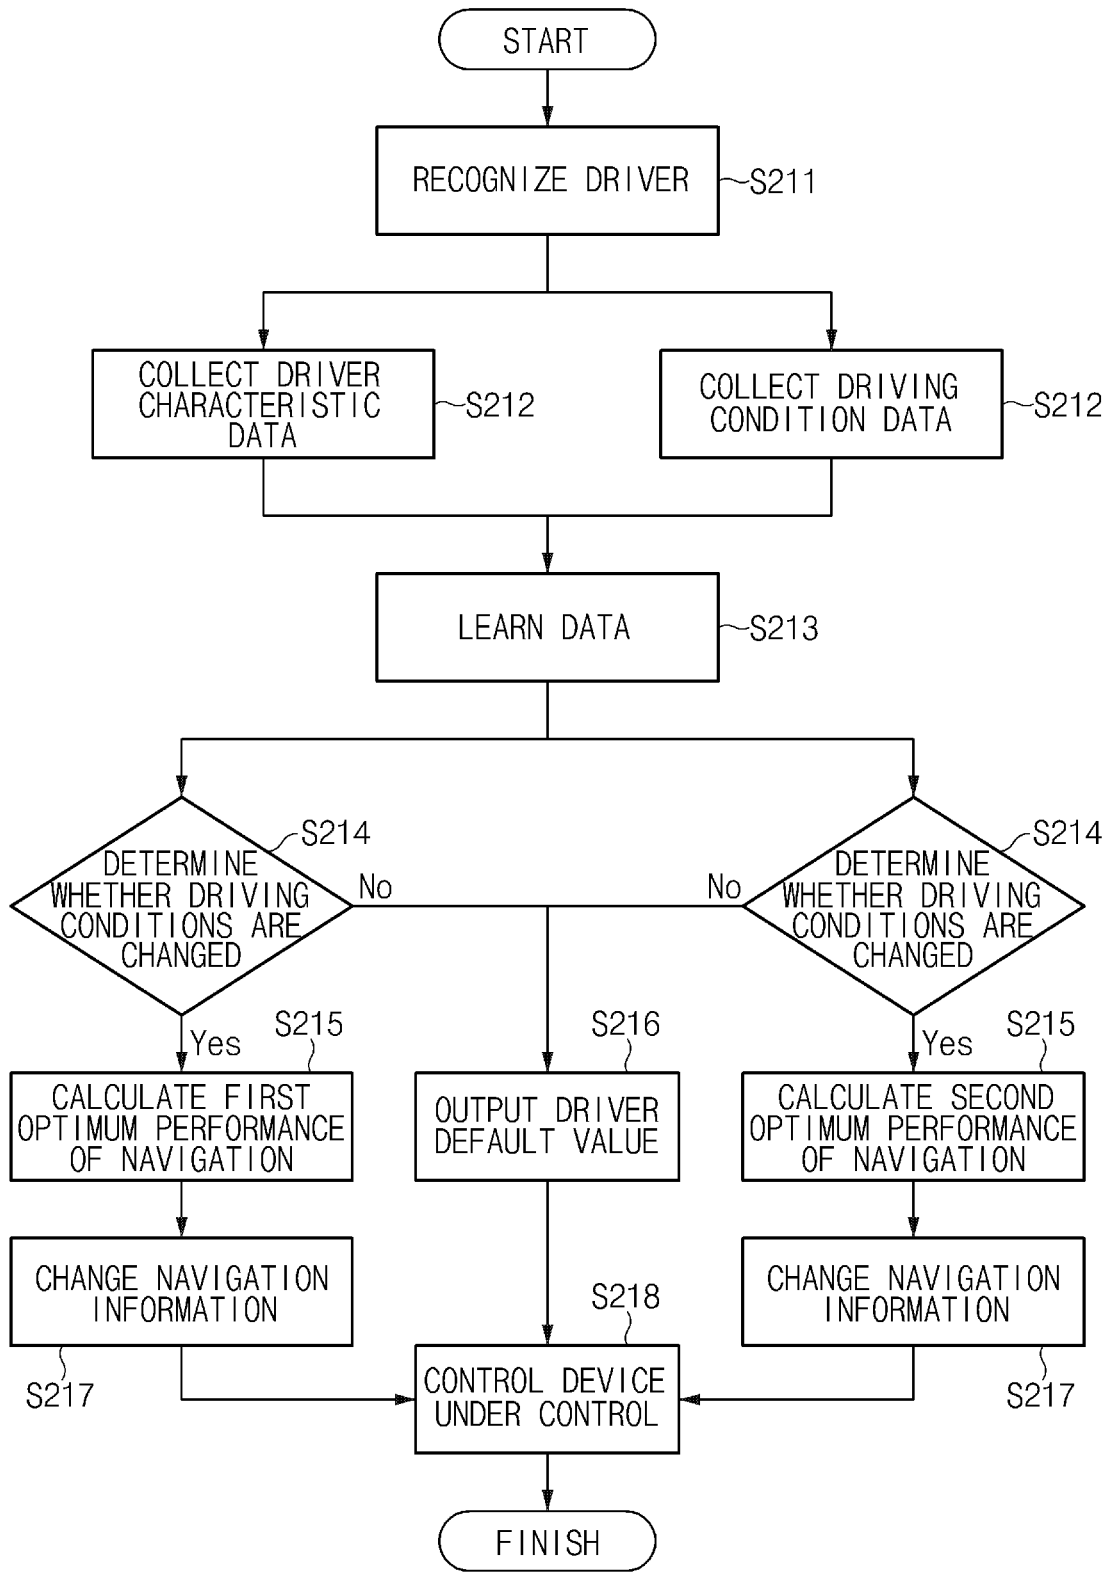 START
RECOGNIZE DRIVER
S211
COLLECT DRIVER
CHARACTERISTIC
DATA
S212
COLLECT DRIVING
CONDITION DATA
S212
LEARN DATA
S213
S214
DETERMINE
WHETHER DRIVING
CONDITIONS ARE
CHANGED
No
No
S214
DETERMINE
WHETHER DRIVING
CONDITIONS ARE
CHANGED
Yes
S215
CALCULATE FIRST
OPTIMUM PERFORMANCE
OF NAVIGATION
S216
OUTPUT DRIVER
DEFAULT VALUE
Yes
S215
CALCULATE SECOND
OPTIMUM PERFORMANCE
OF NAVIGATION
CHANGE NAVIGATION
INFORMATION
S217
S218
CONTROL DEVICE
UNDER CONTROL
CHANGE NAVIGATION
INFORMATION
S217
FINISH